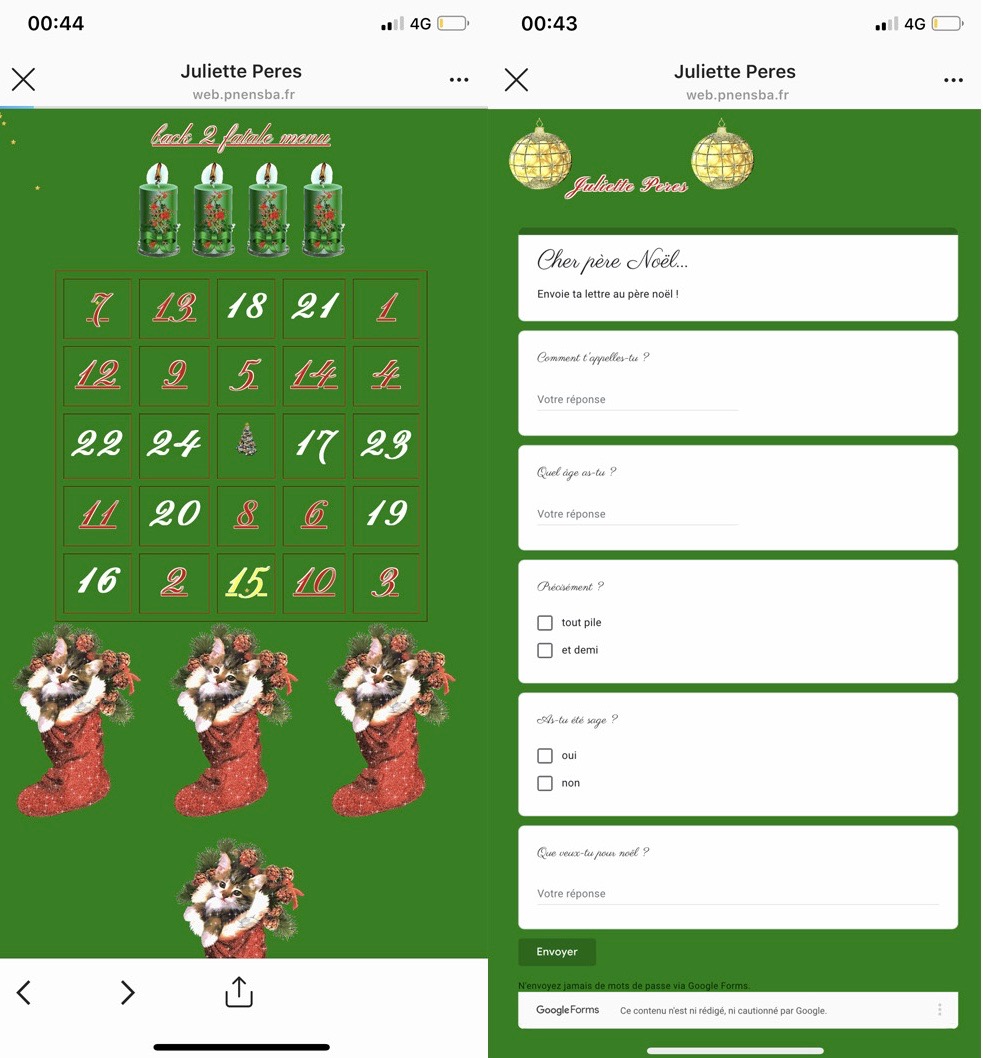 00:44
4G
Juliette Peres
web.pnensba.fr
back 2 fatale menu
7 13 18 21 1
12 9 5 14 4
22 24 17 23
11 20 8 6 19
16 2 15 10 3
00:43
4G
Juliette Peres
web.pnensba.fr
Juliette Peres
Cher père Noël...
Envoie ta lettre au père noël !
Comment t'appelles-tu ?
Votre réponse
Quel âge as-tu ?
Votre réponse
Précisément ?
tout pile
et demi
As-tu été sage ?
oui
non
Que veux-tu pour noël ?
Votre réponse
Envoyer
N'envoyez jamais de mots de passe via Google Forms.
Google Forms Ce contenu n'est ni rédigé, ni cautionné par Google.